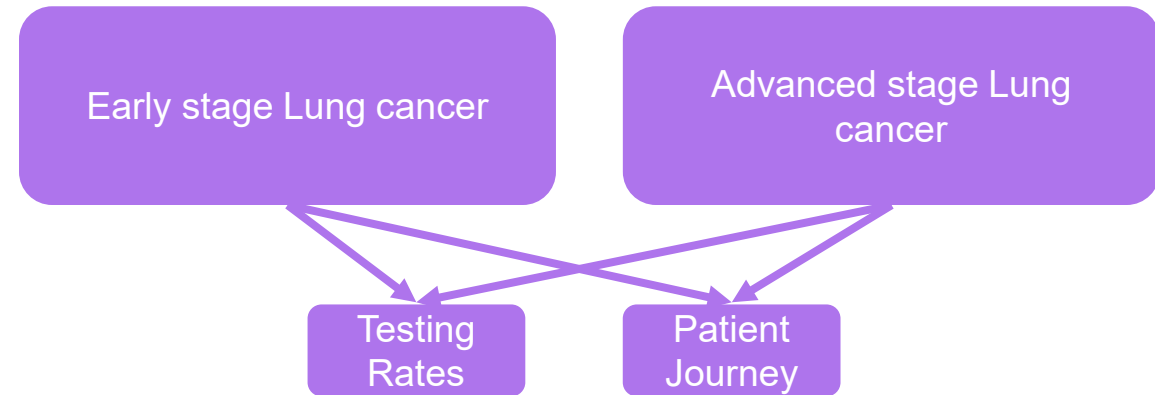 Early stage Lung cancer
Advanced stage Lung
cancer
Testing
Rates
Patient
Journey